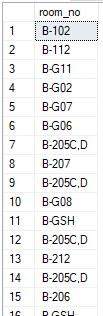 room_no
1 B-102
2 B-112
3 B-G11
4 B-G02
5 B-G07
6 B-G06
7 B-205C,D
8 B-207
9 B-205C,D
10 B-G08
11 B-GSH
12 B-205C,D
13 B-212
14 B-205C,D
15 B-206
16 B-GSH